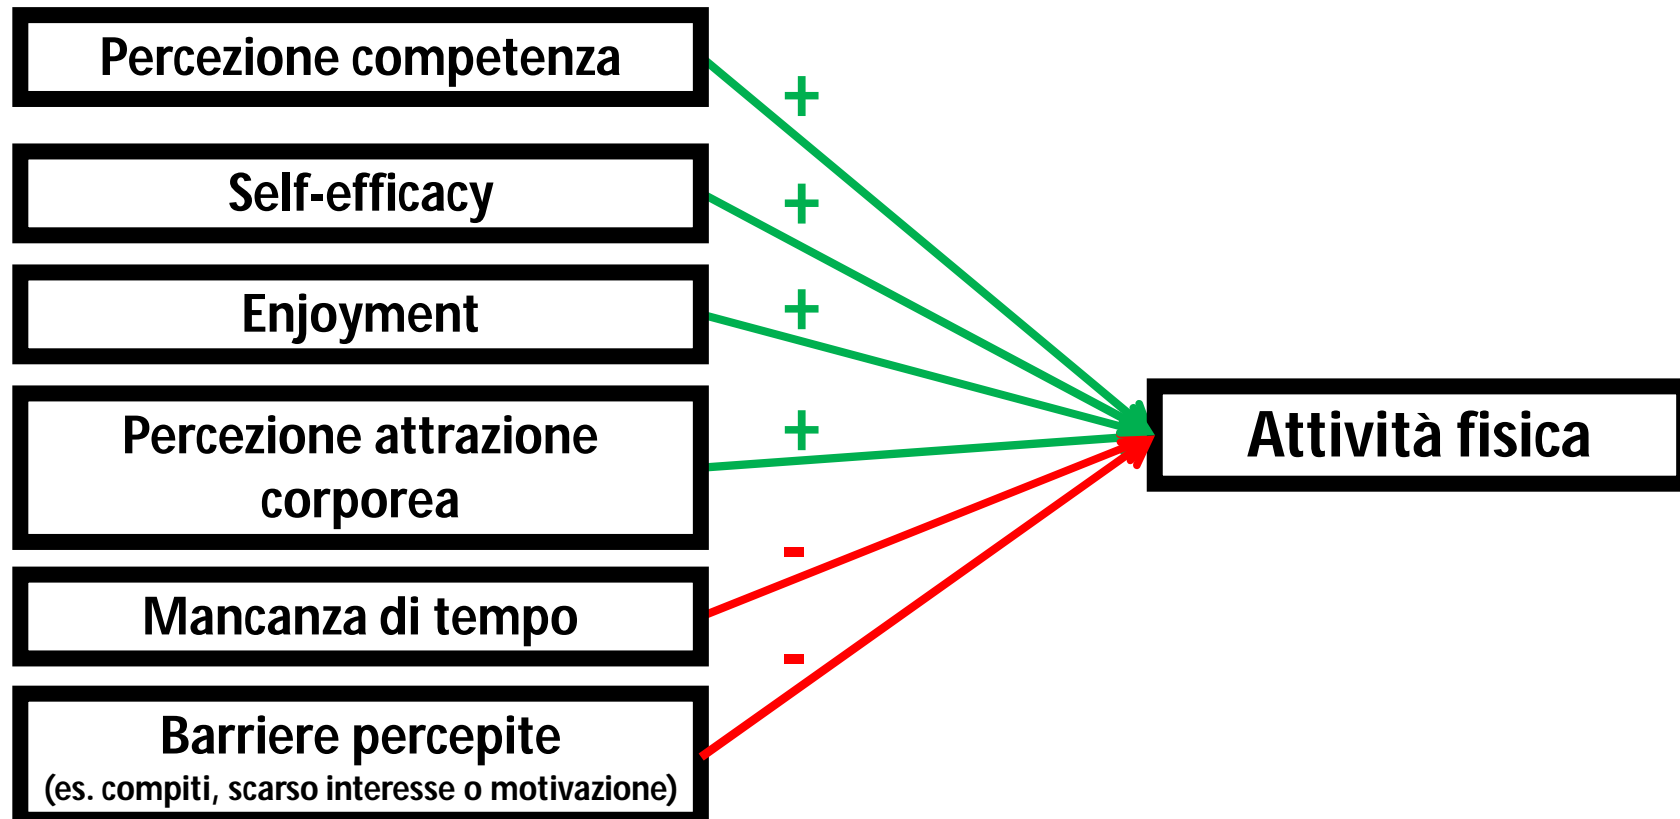 Percezione competenza
+
Self-efficacy
+
Enjoyment
+
Percezione attrazione
corporea
+
Attività fisica
Mancanza di tempo
-
Barriere percepite
(es. compiti, scarso interesse o motivazione)
-